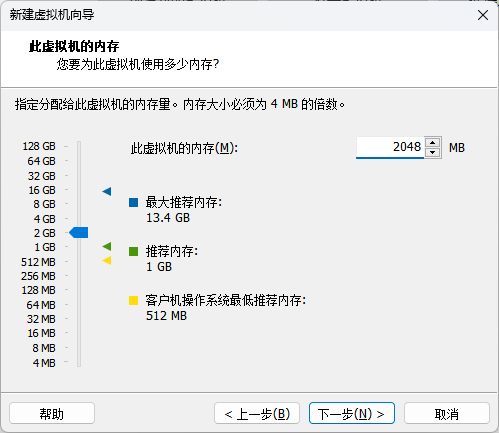 新建虚拟机向导
此虚拟机的内存
您要为此虚拟机使用多少内存?
指定分配给此虚拟机的内存量。内存大小必须为 4 MB 的倍数。
128 GB
64 GB
32 GB
16 GB
8 GB
4 GB
2 GB
1 GB
512 MB
256 MB
128 MB
64 MB
32 MB
16 MB
8 MB
4 MB
此虚拟机的内存(M): 2048 MB
最大推荐内存:
13.4 GB
推荐内存:
1 GB
客户机操作系统最低推荐内存:
512 MB
帮助 < 上一步(B) 下一步(N) > 取消